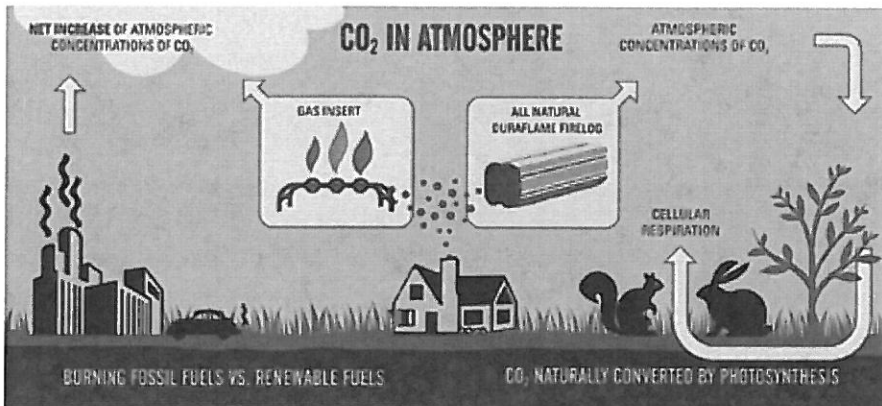 CO₂ IN ATMOSPHERE
NET INCREASE OF ATMOSPHERIC
CONCENTRATIONS OF CO₂
GAS INSERT
ALL NATURAL
DURAFLAME FIRELOG
ATMOSPHERIC
CONCENTRATIONS OF CO₂
CELLULAR
RESPIRATION
BURNING FOSSIL FUELS VS. RENEWABLE FUELS
CO₂ NATURALLY CONVERTED BY PHOTOSYNTHESIS